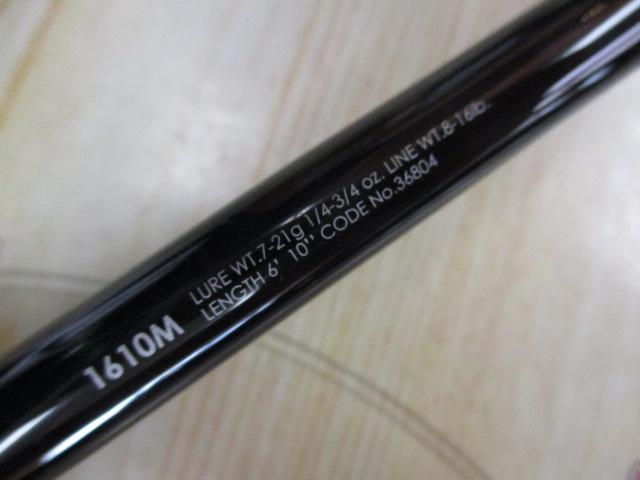 1610M
LURE WT.7-21g 1/4-3/4 oz. LINE WT.8-16lb.
LENGTH 6' 10'' CODE No.36804